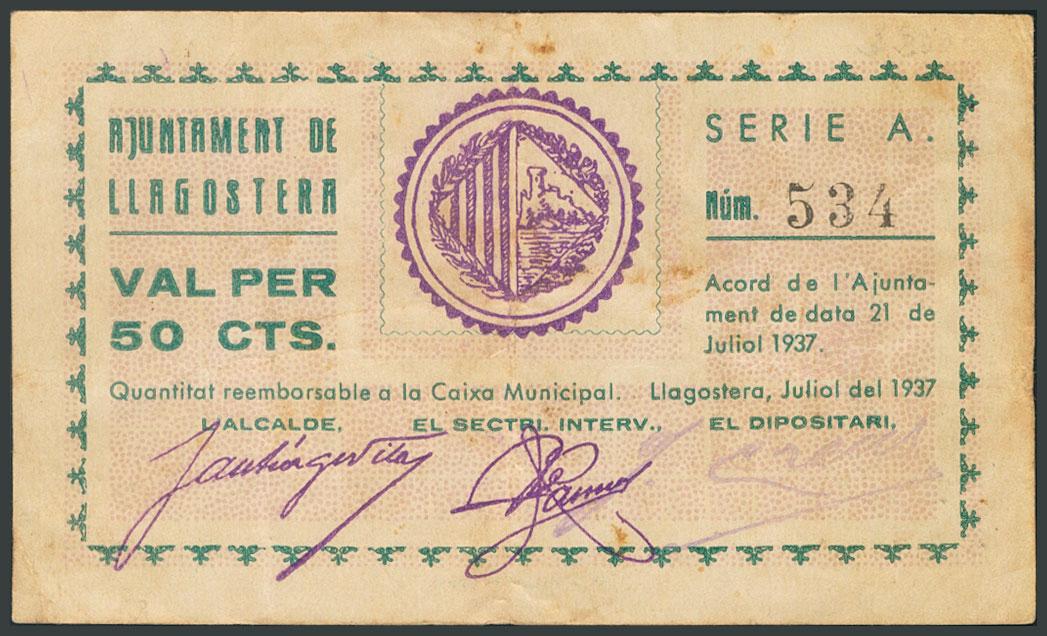 AJUNTAMENT DE
LLAGOSTERA
VAL PER
50 CTS.
SERIE A.
Núm. 534
Acord de l'Ajunta-
ment de data 21 de
Juliol 1937.
Quantitat reemborsable a la Caixa Municipal. Llagostera, Juliol del 1937
L'ALCALDE, EL SECTRI. INTERV., EL DIPOSITARI,